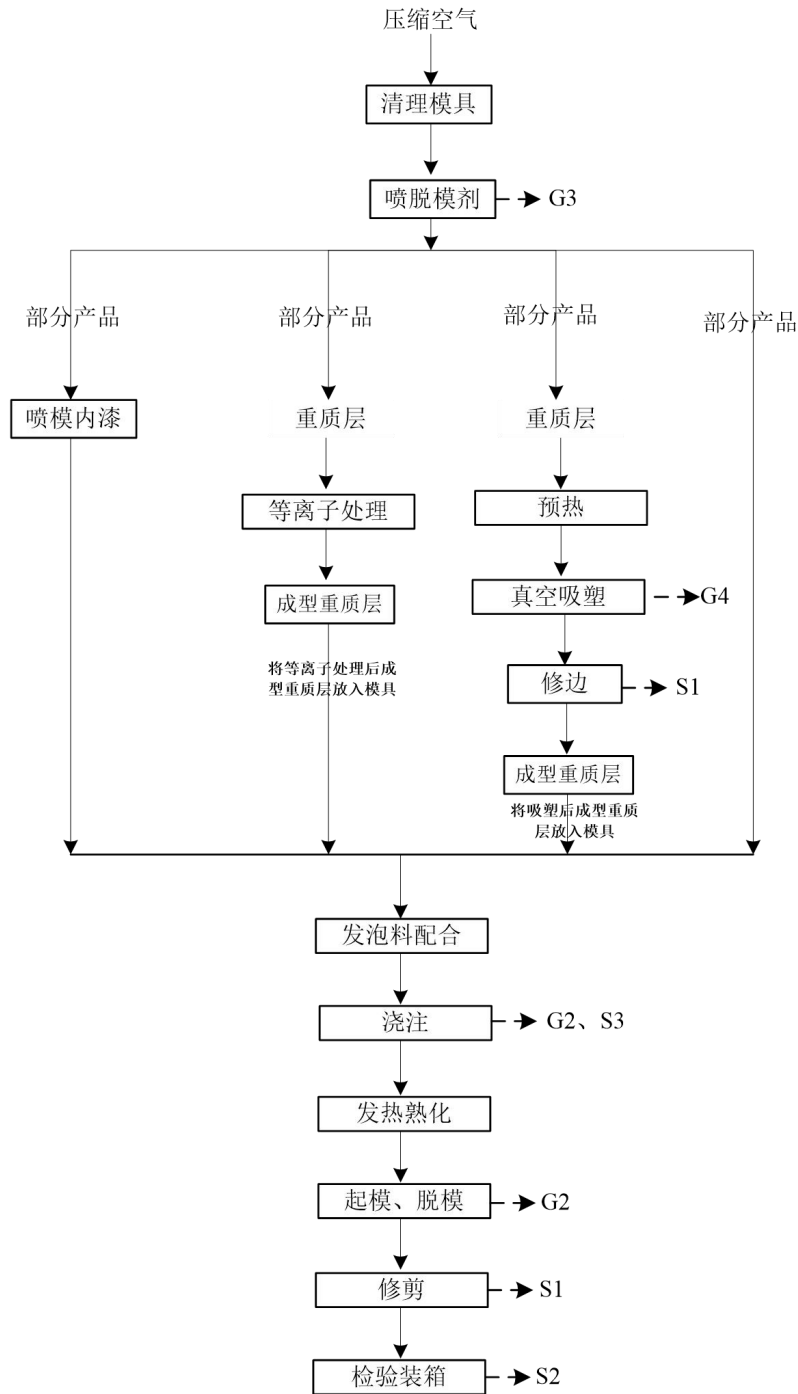 压缩空气
清理模具
喷脱模剂
G3
部分产品
部分产品
部分产品
部分产品
喷模内漆
重质层
重质层
等离子处理
预热
成型重质层
真空吸塑
G4
将等离子处理后成
型重质层放入模具
修边
S1
成型重质层
将吸塑后成型重质
层放入模具
发泡料配合
浇注
G2、S3
发热熟化
起模、脱模
G2
修剪
S1
检验装箱
S2